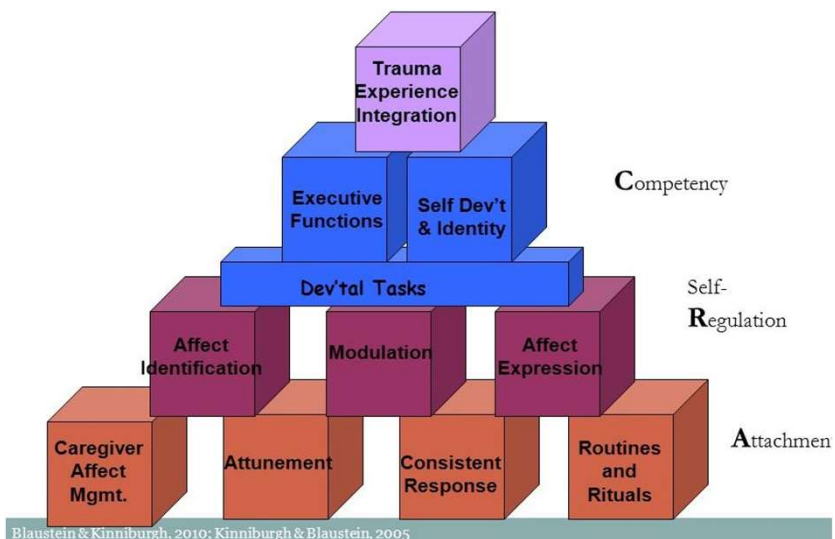 Trauma
Experience
Integration
Executive
Functions
Self Dev't
& Identity
Competency
Dev'tal Tasks
Self-
Regulation
Affect
Identification
Modulation
Affect
Expression
Attachmen
Caregiver
Affect
Mgmt.
Attunement
Consistent
Response
Routines
and
Rituals
Blaustein & Kinniburgh, 2010; Kinniburgh & Blaustein, 2005